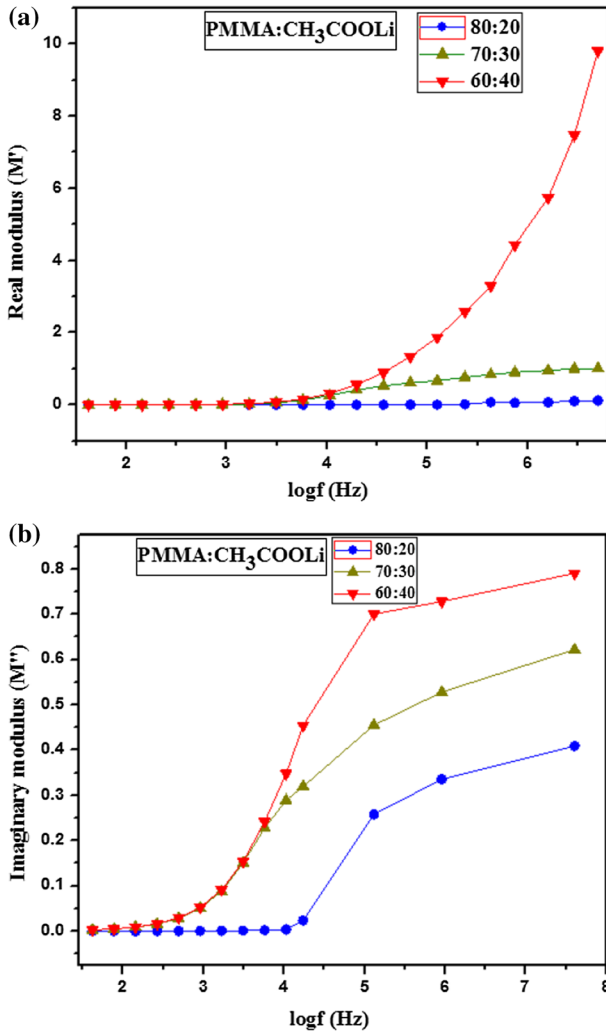 (a)
PMMA:CH₃COOLi
80:20
70:30
60:40
Real modulus (M')
10
8
6
4
2
0
2 3 4 5 6
logf (Hz)
(b)
PMMA:CH₃COOLi
80:20
70:30
60:40
Imaginary modulus (M'')
0.8
0.7
0.6
0.5
0.4
0.3
0.2
0.1
0.0
2 3 4 5 6 7 8
logf (Hz)